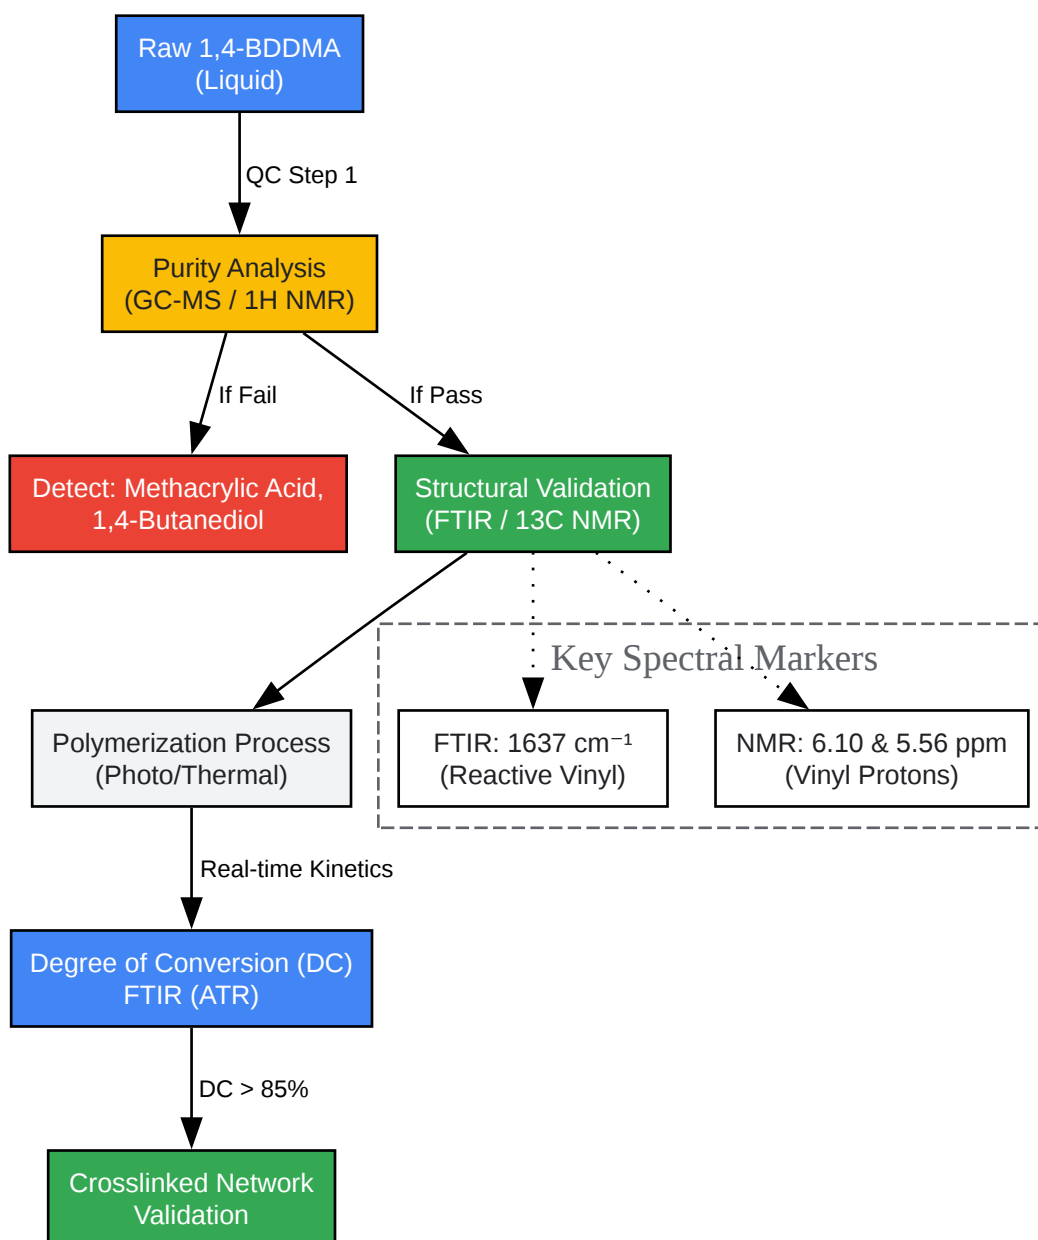 Raw 1,4-BDDMA
(Liquid)
QC Step 1
Purity Analysis
(GC-MS / 1H NMR)
If Fail
If Pass
Detect: Methacrylic Acid,
1,4-Butanediol
Structural Validation
(FTIR / 13C NMR)
Key Spectral Markers
Polymerization Process
(Photo/Thermal)
FTIR: 1637 cm⁻¹
(Reactive Vinyl)
NMR: 6.10 & 5.56 ppm
(Vinyl Protons)
Real-time Kinetics
Degree of Conversion (DC)
FTIR (ATR)
DC > 85%
Crosslinked Network
Validation